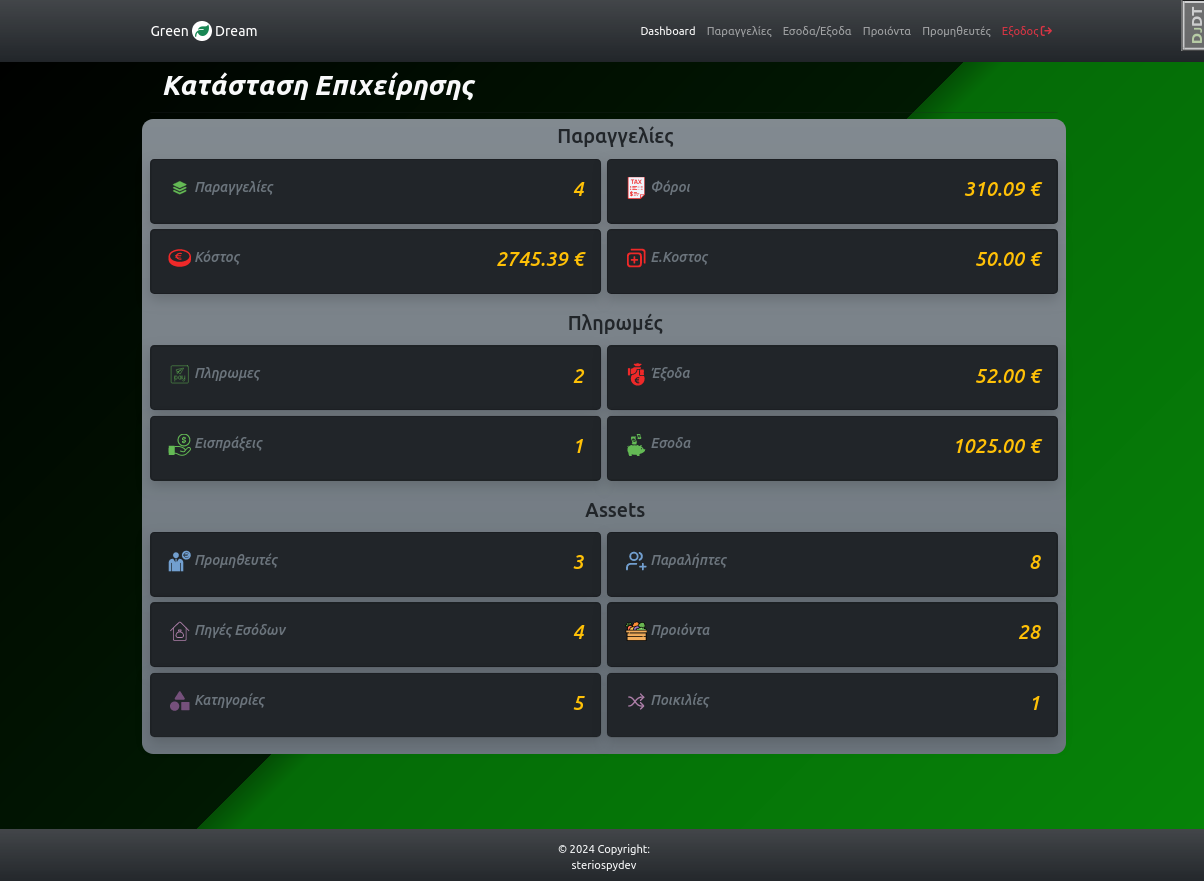 Green Dream
Dashboard Παραγγελίες Εσοδα/Εξοδα Προιόντα Προμηθευτές Εξοδος
DJDT
Κατάσταση Επιχείρησης
Παραγγελίες
Παραγγελίες 4
Φόροι 310.09 €
TAX
Κόστος 2745.39 €
Ε.Κοστος 50.00 €
Πληρωμές
Πληρωμες 2
pay
Έξοδα 52.00 €
Εισπράξεις 1
Εσοδα 1025.00 €
Assets
Προμηθευτές 3
Παραλήπτες 8
Πηγές Εσόδων 4
Προιόντα 28
Κατηγορίες 5
Ποικιλίες 1
© 2024 Copyright:
steriospydev